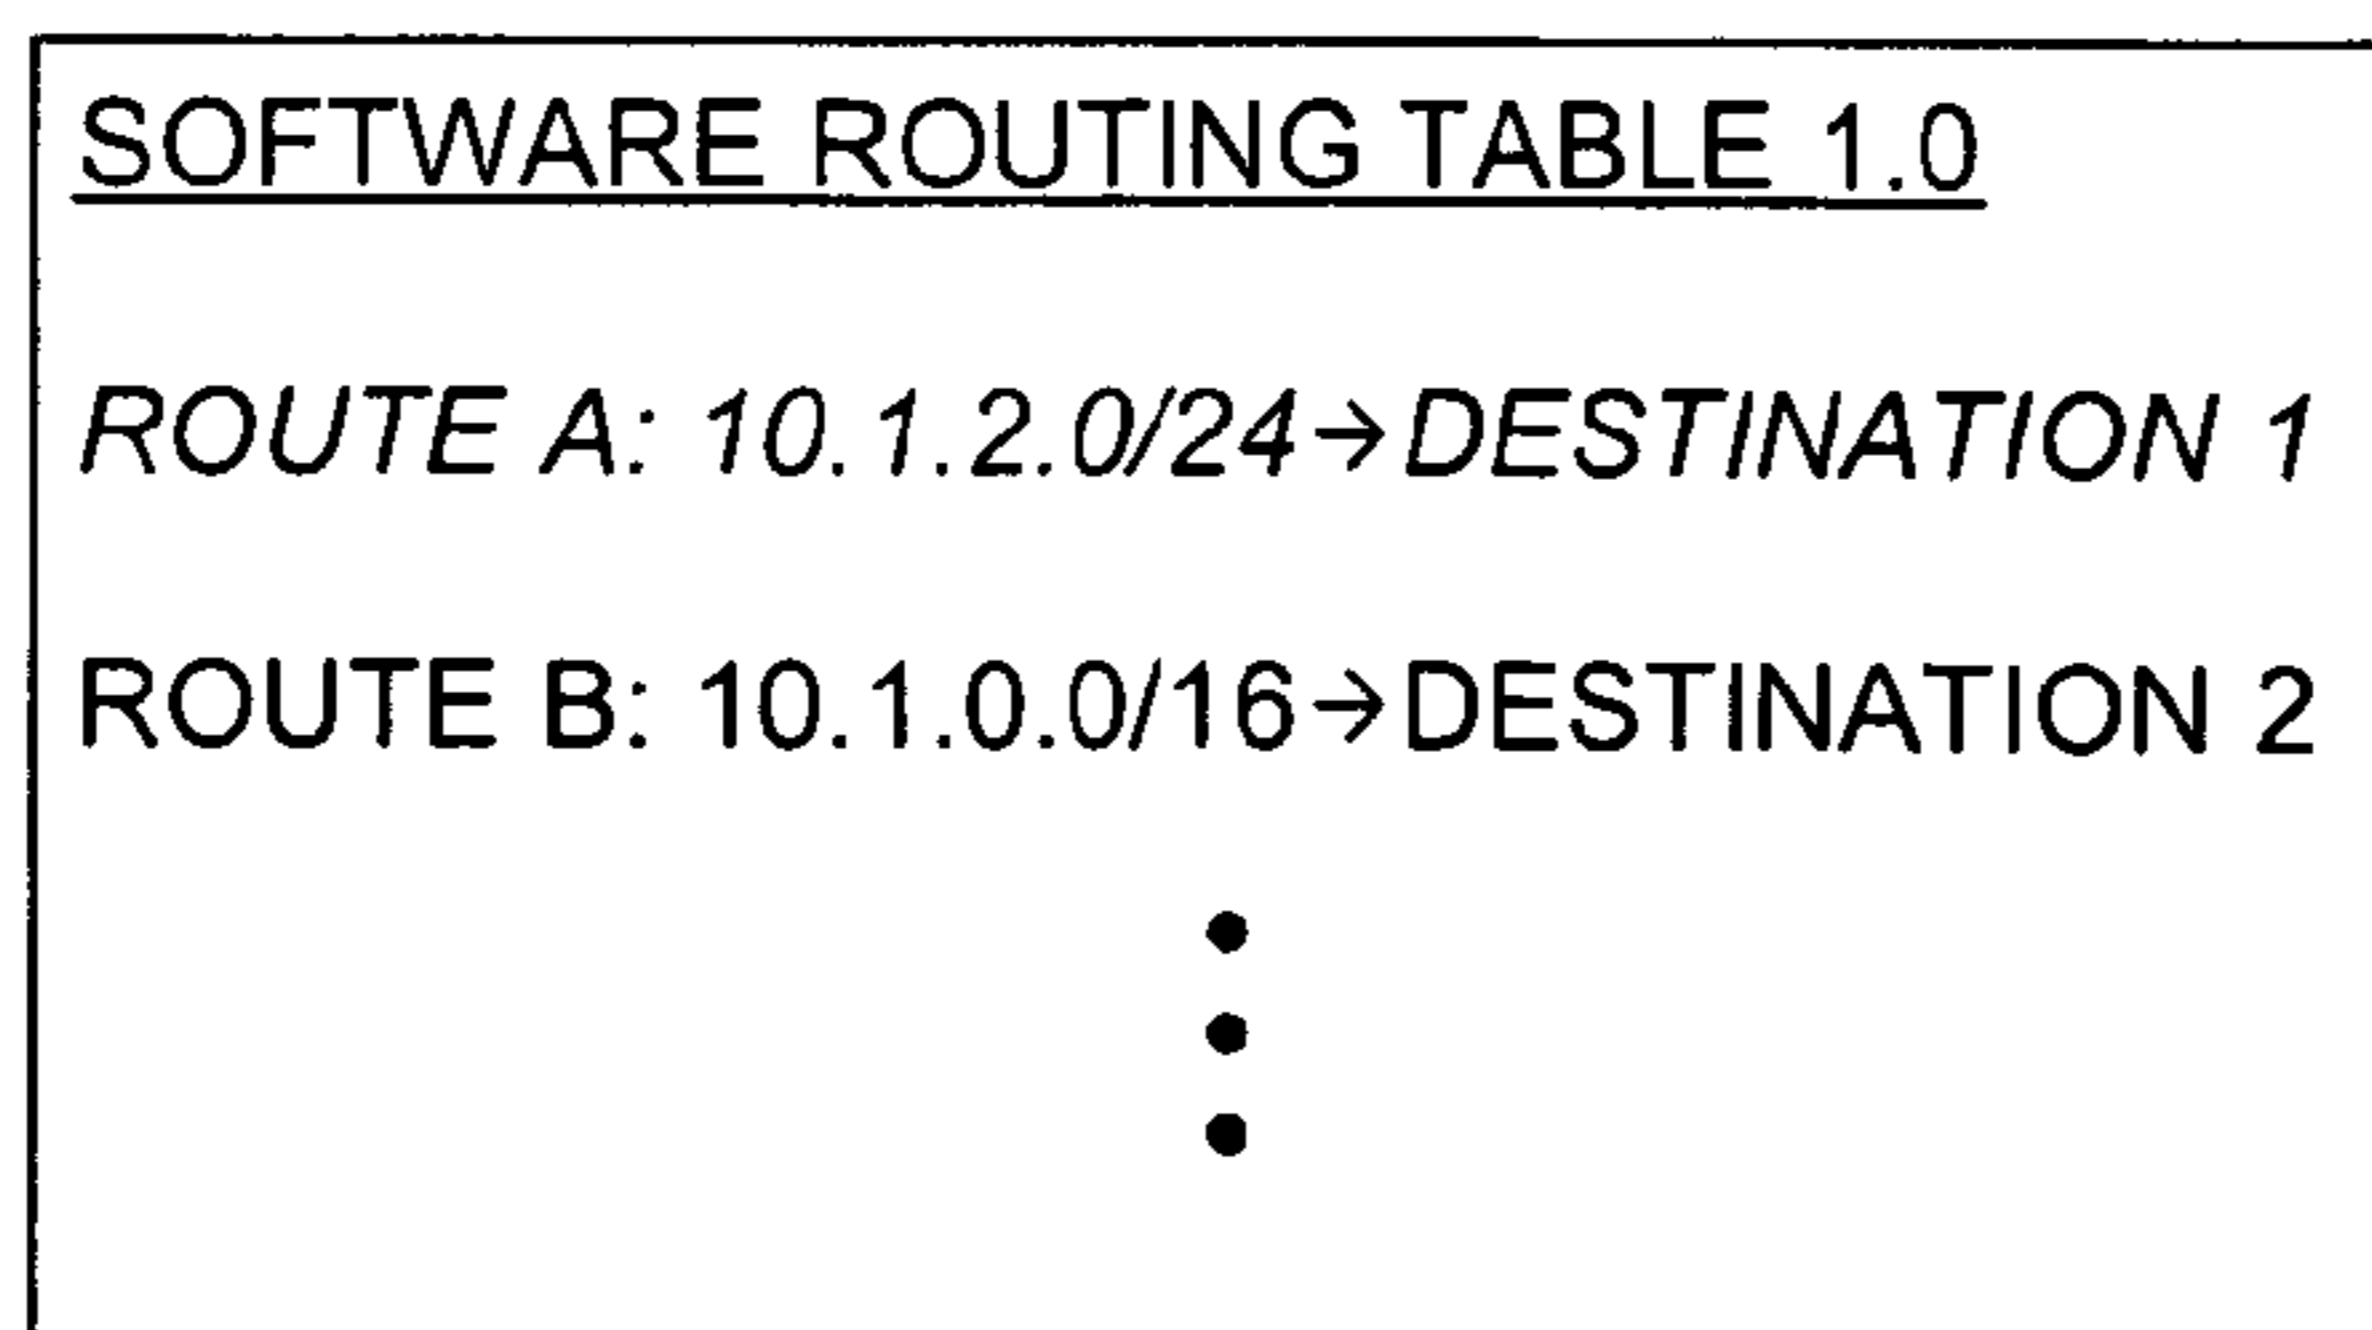 SOFTWARE ROUTING TABLE 1.0
ROUTE A: 10.1.2.0/24→DESTINATION 1
ROUTE B: 10.1.0.0/16→DESTINATION 2